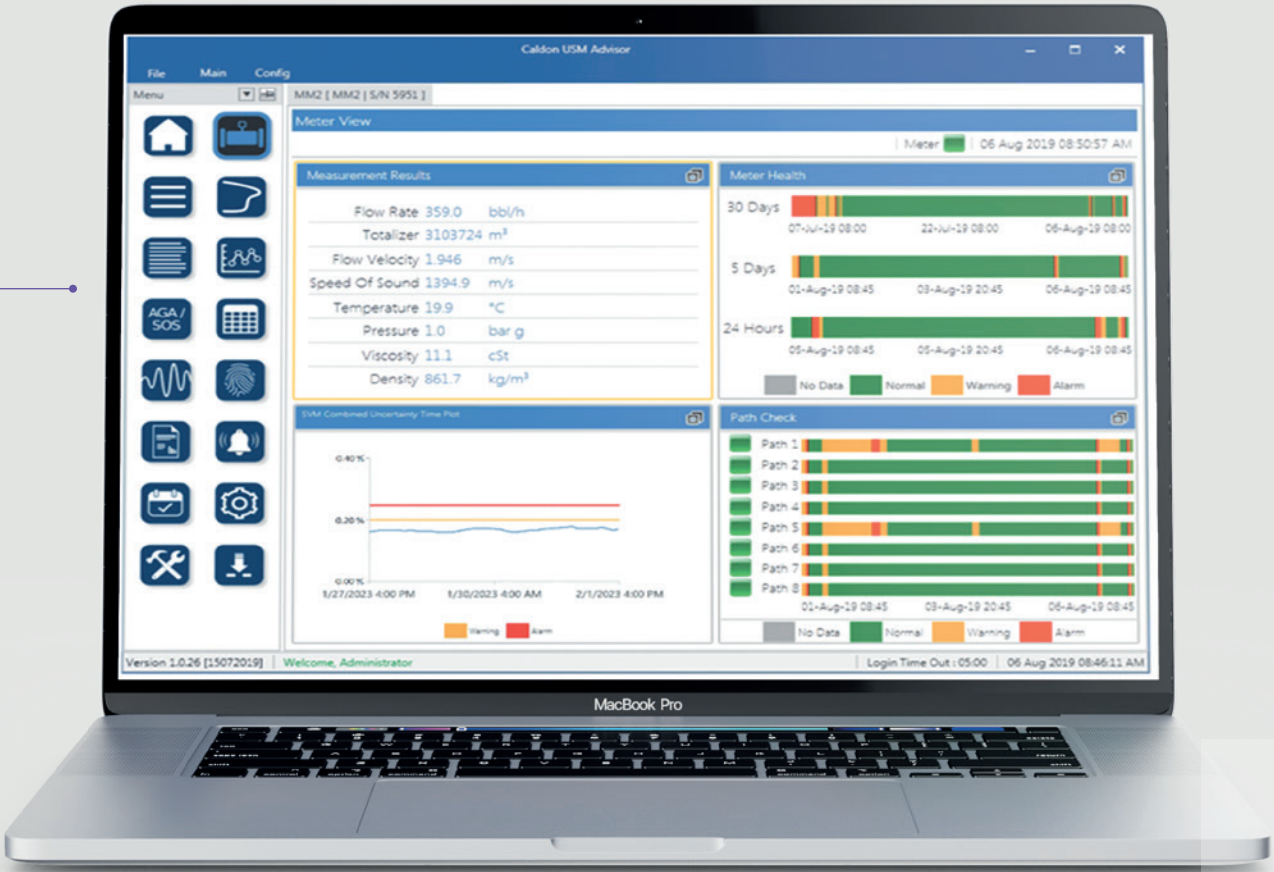 Caldon USM Advisor
File Main Config
Menu
MM2 [ MM2 | S/N 5951 ]
AGA / SOS
Meter View
Meter 06 Aug 2019 08:50:57 AM
Measurement Results
Flow Rate 359.0 bbl/h
Totalizer 3103724 m³
Flow Velocity 1.946 m/s
Speed Of Sound 1394.9 m/s
Temperature 19.9 °C
Pressure 1.0 bar g
Viscosity 11.1 cSt
Density 861.7 kg/m³
Meter Health
30 Days
07-Jul-19 08:00 22-Jul-19 08:00 06-Aug-19 08:00
5 Days
01-Aug-19 08:45 03-Aug-19 20:45 06-Aug-19 08:45
24 Hours
05-Aug-19 08:45 05-Aug-19 20:45 06-Aug-19 08:45
No Data Normal Warning Alarm
SVM Combined Uncertainty Time Plot
0.40%
0.20%
0.00%
1/27/2023 4:00 PM 1/30/2023 4:00 AM 2/1/2023 4:00 PM
Warning Alarm
Path Check
Path 1
Path 2
Path 3
Path 4
Path 5
Path 6
Path 7
Path 8
01-Aug-19 08:45 03-Aug-19 20:45 06-Aug-19 08:45
No Data Normal Warning Alarm
Version 1.0.26 [15072019] Welcome, Administrator Login Time Out : 05:00 06 Aug 2019 08:46:11 AM
MacBook Pro